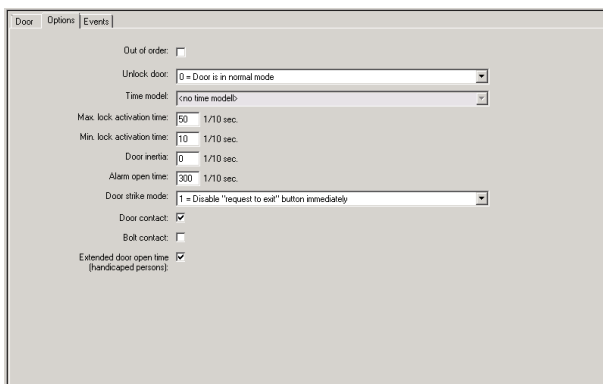 Door Options Events
Out of order:
Unlock door: 0 = Door is in normal mode
Time model: <no time model>
Max. lock activation time: 50 1/10 sec.
Min. lock activation time: 10 1/10 sec.
Door inertia: 0 1/10 sec.
Alarm open time: 300 1/10 sec.
Door strike mode: 1 = Disable "request to exit" button immediately
Door contact:
Bolt contact:
Extended door open time
(handicaped persons):